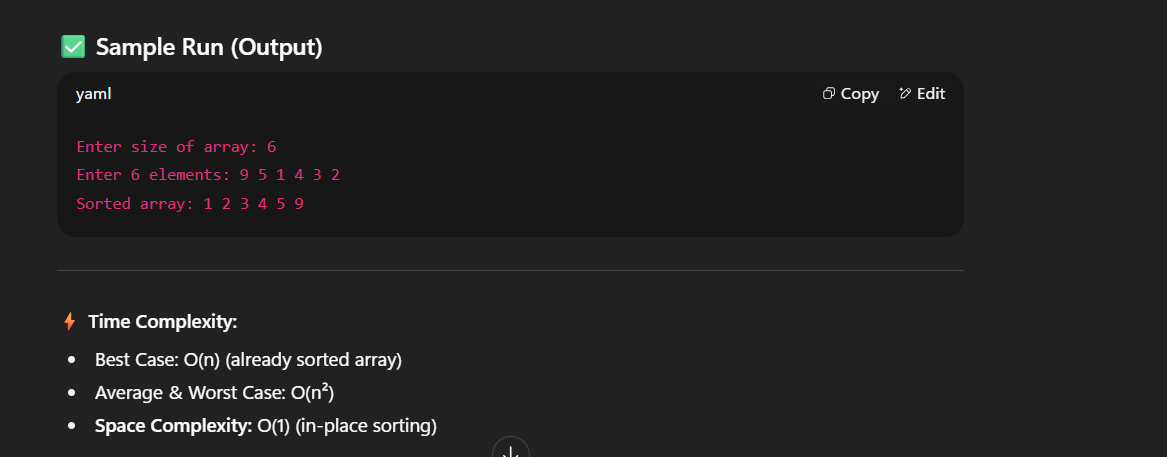 ✅ Sample Run (Output)
yaml
Copy Edit
Enter size of array: 6
Enter 6 elements: 9 5 1 4 3 2
Sorted array: 1 2 3 4 5 9
⚡ Time Complexity:
• Best Case: O(n) (already sorted array)
• Average & Worst Case: O(n²)
• Space Complexity: O(1) (in-place sorting)